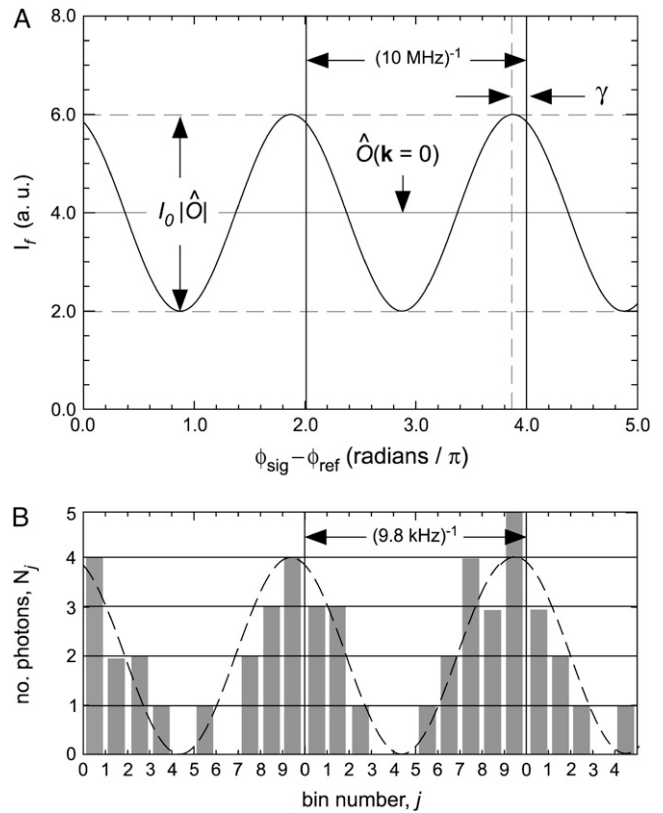 A
8.0
6.0
4.0
2.0
0.0
I_f (a. u.)
(10 MHz)⁻¹
γ
Ô(k = 0)
I₀|Ô|
0.0 1.0 2.0 3.0 4.0 5.0
ϕ_sig – ϕ_ref (radians / π)
B
5
4
3
2
1
0
no. photons, N_j
(9.8 kHz)⁻¹
0 1 2 3 4 5 6 7 8 9 0 1 2 3 4 5 6 7 8 9 0 1 2 3 4
bin number, j